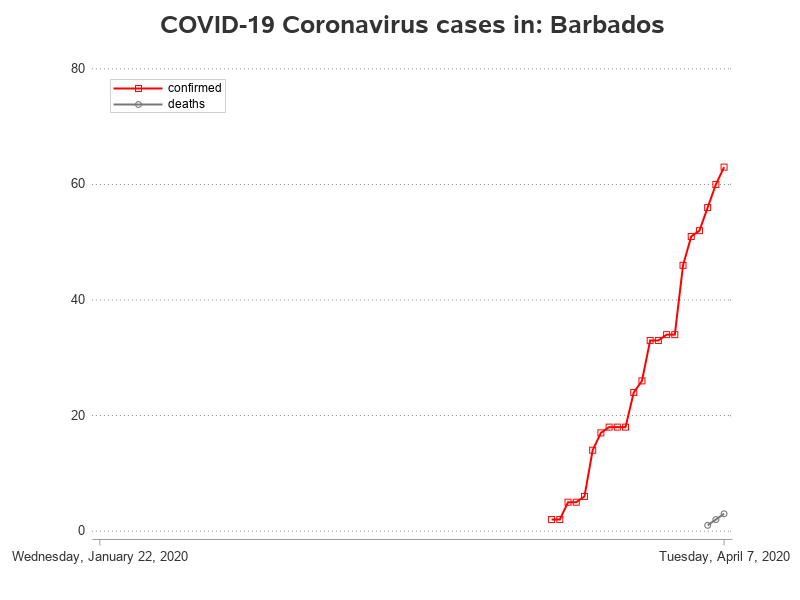 COVID-19 Coronavirus cases in: Barbados
80
confirmed
deaths
60
40
20
0
Wednesday, January 22, 2020
Tuesday, April 7, 2020